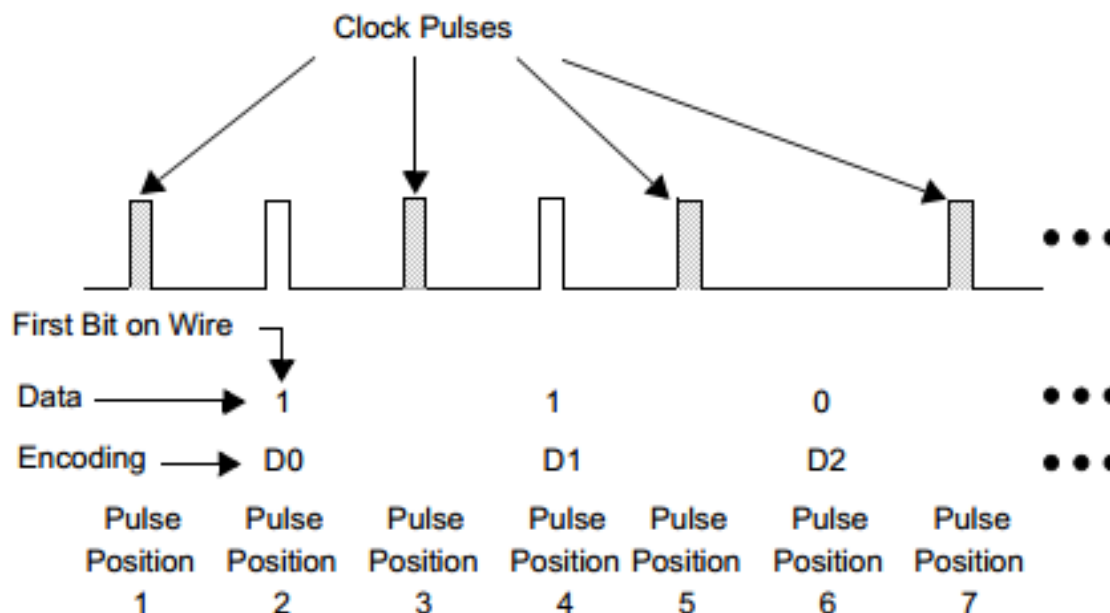 Clock Pulses
First Bit on Wire
Data 1 1 0
Encoding D0 D1 D2
Pulse Pulse Pulse Pulse Pulse Pulse Pulse
Position Position Position Position Position Position Position
1 2 3 4 5 6 7